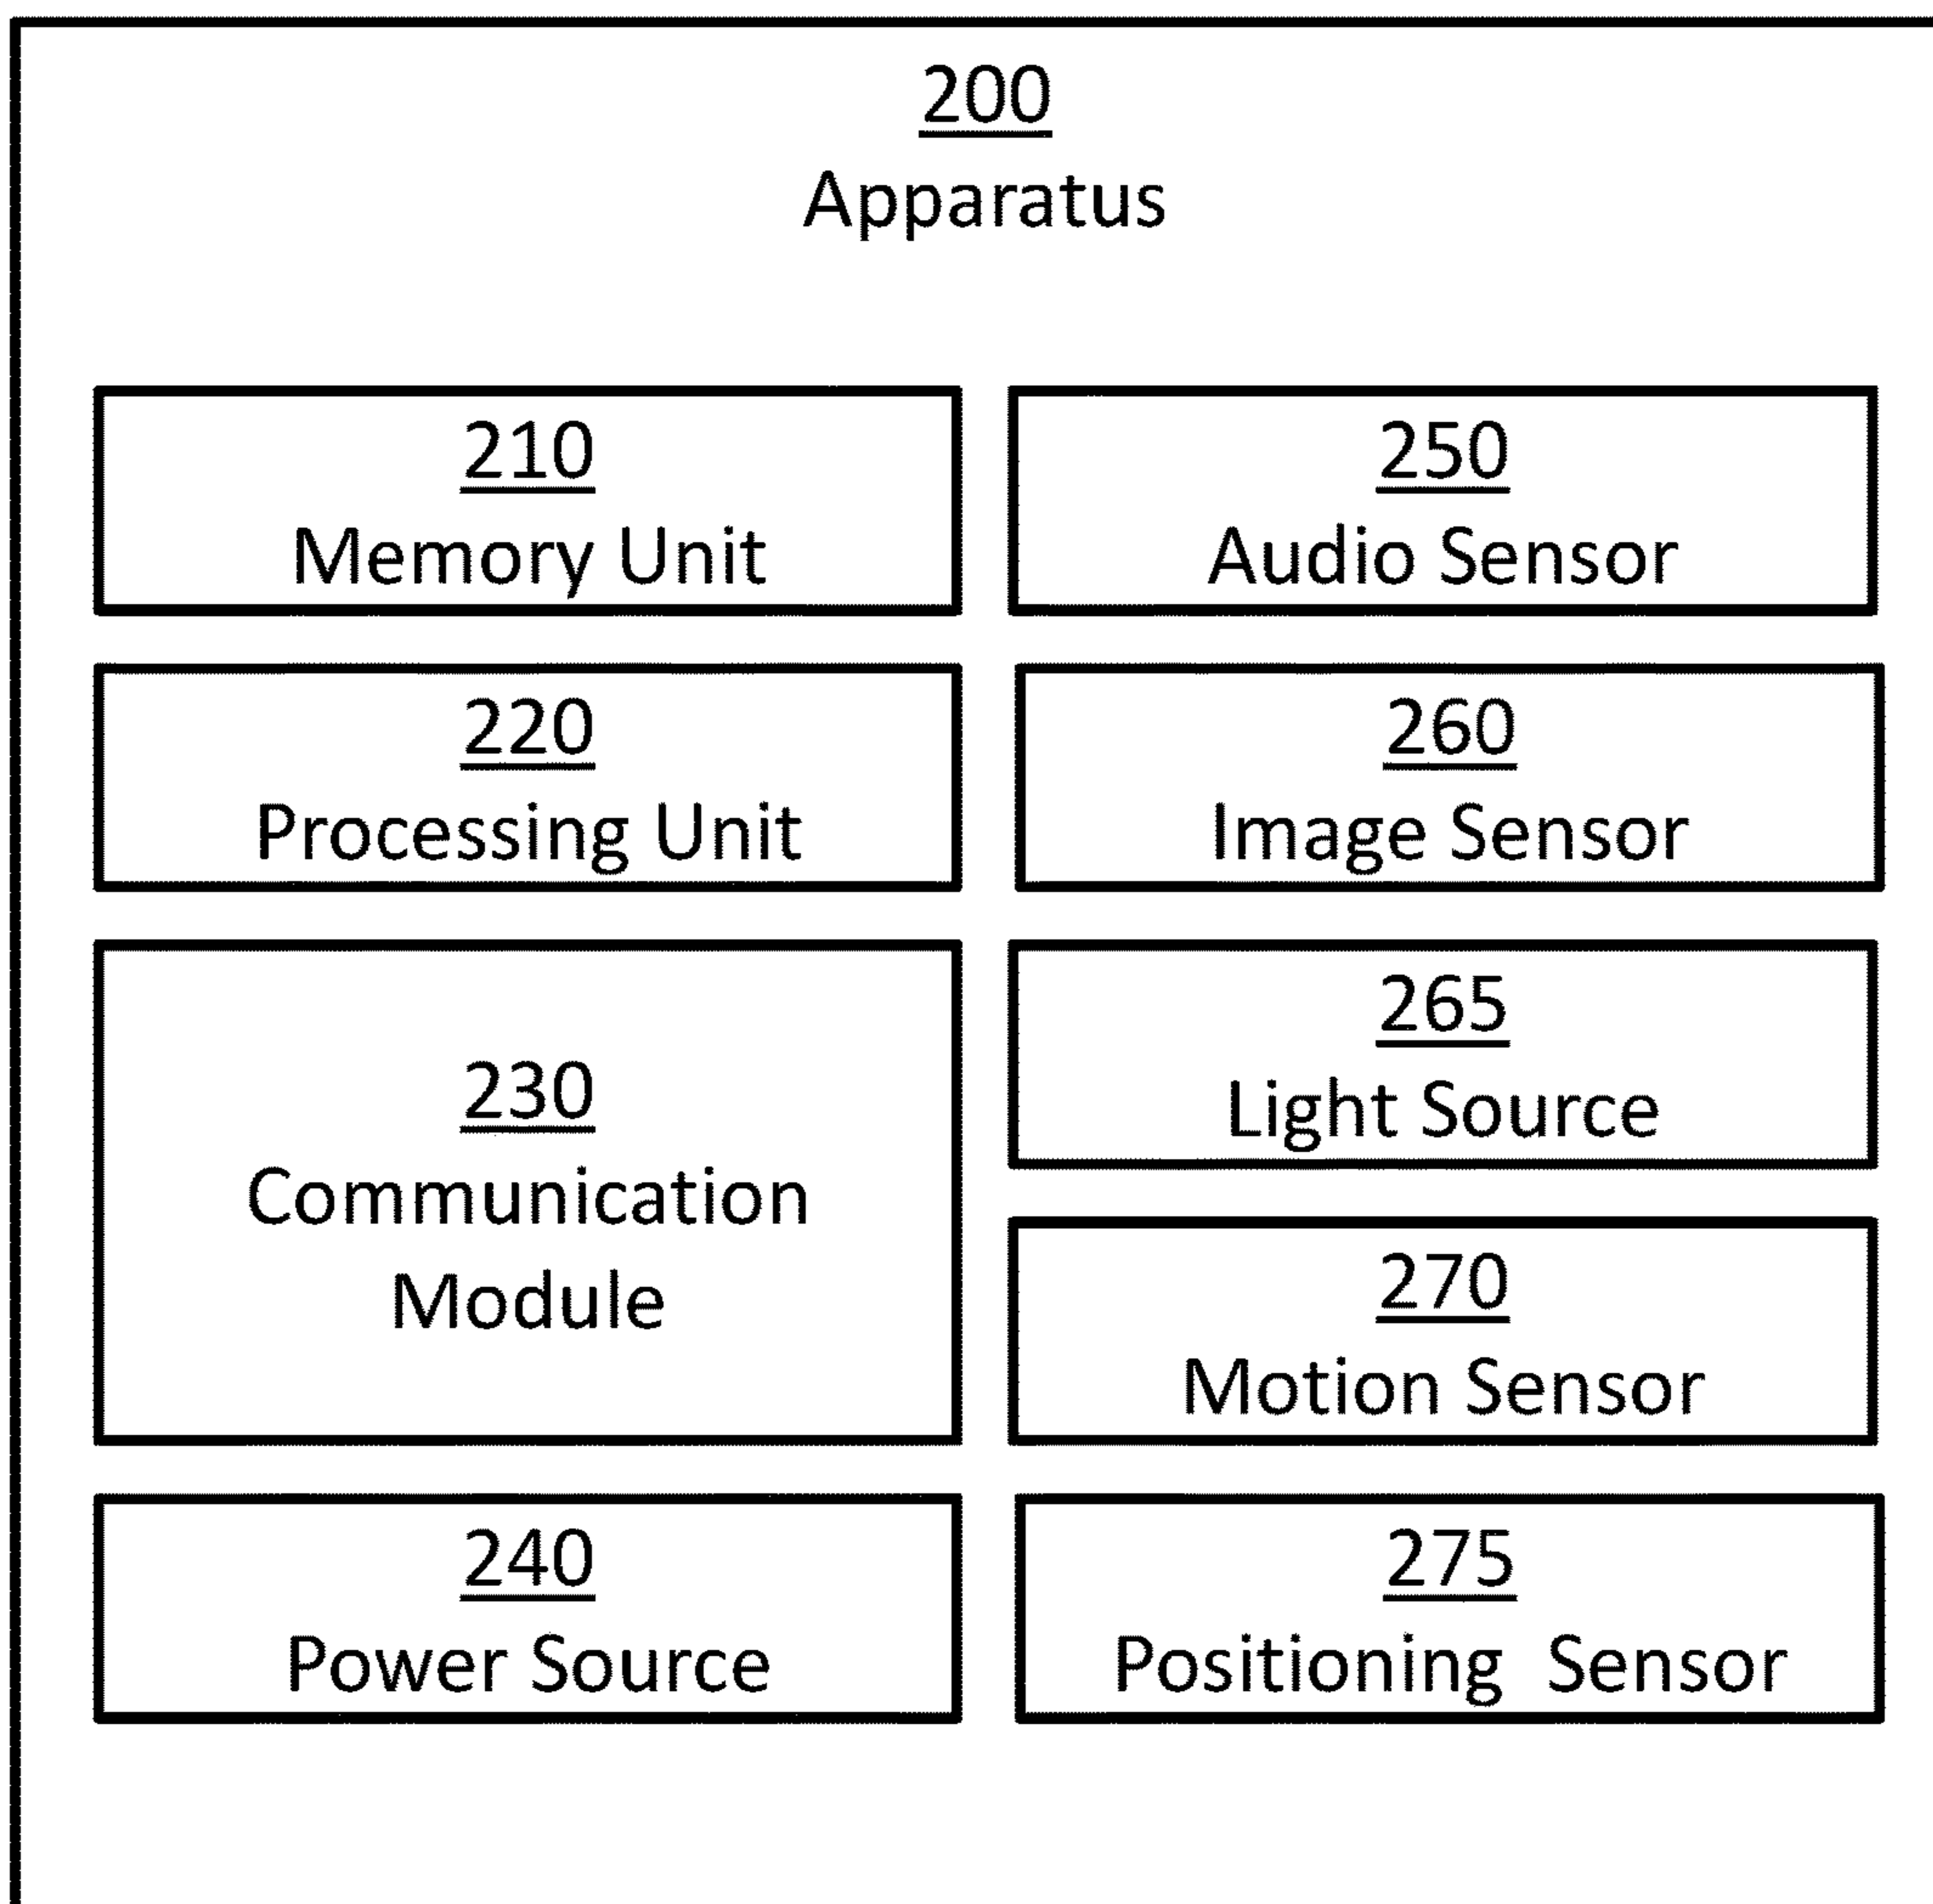 200
Apparatus
210
Memory Unit
250
Audio Sensor
220
Processing Unit
260
Image Sensor
230
Communication
Module
265
Light Source
270
Motion Sensor
240
Power Source
275
Positioning  Sensor